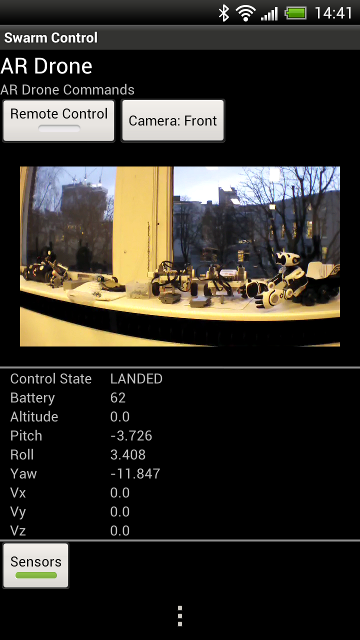 14:41
Swarm Control
AR Drone
AR Drone Commands
Remote Control
Camera: Front
Control State LANDED
Battery 62
Altitude 0.0
Pitch -3.726
Roll 3.408
Yaw -11.847
Vx 0.0
Vy 0.0
Vz 0.0
Sensors